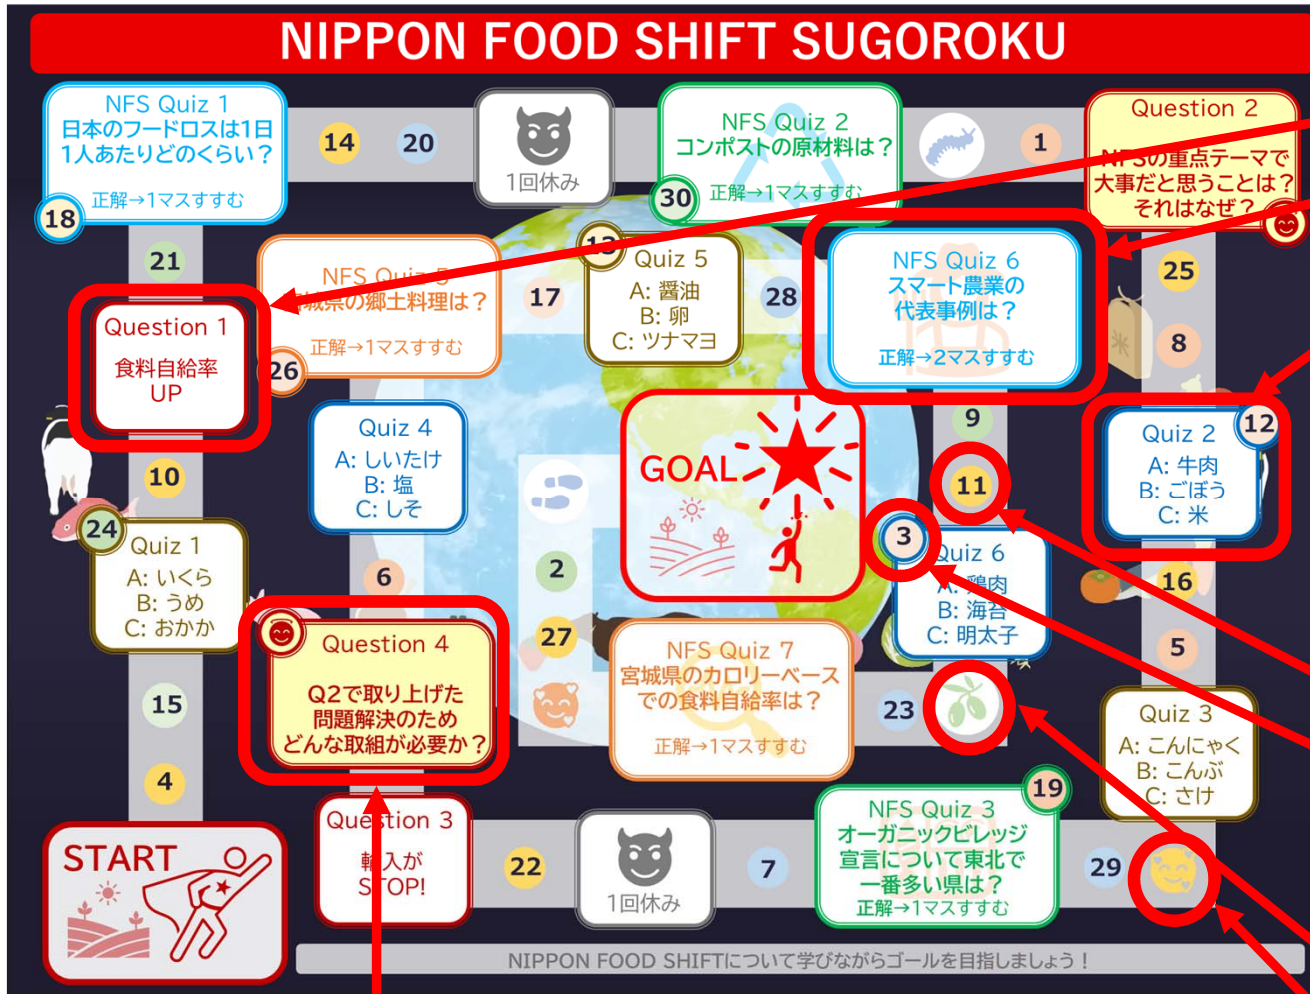 NIPPON FOOD SHIFT SUGOROKU
NFS Quiz 1
日本のフードロスは1日
1人あたりどのくらい？
正解→1マスすすむ
18
14
20
1回休み
NFS Quiz 2
コンポストの原材料は？
正解→1マスすすむ
30
1
Question 2
NFSの重点テーマで
大事だと思うことは？
それはなぜ？
21
NFS Quiz 5
城県の郷土料理は？
正解→1マスすすむ
26
17
13
Quiz 5
A: 醤油
B: 卵
C: ツナマヨ
28
NFS Quiz 6
スマート農業の
代表事例は？
正解→2マスすすむ
25
8
Question 1
食料自給率
UP
Quiz 4
A: しいたけ
B: 塩
C: しそ
GOAL
9
11
12
Quiz 2
A: 牛肉
B: ごぼう
C: 米
10
24
Quiz 1
A: いくら
B: うめ
C: おかか
6
2
27
3
Quiz 6
A: 鶏肉
B: 海苔
C: 明太子
16
5
Question 4
Q2で取り上げた
問題解決のため
どんな取組が必要か？
NFS Quiz 7
宮城県のカロリーベース
での食料自給率は？
正解→1マスすすむ
23
15
4
Quiz 3
A: こんにゃく
B: こんぶ
C: さけ
START
Question 3
輸入が
STOP!
22
1回休み
7
19
NFS Quiz 3
オーガニックビレッジ
宣言について東北で
一番多い県は？
正解→1マスすすむ
29
NIPPON FOOD SHIFTについて学びながらゴールを目指しましょう！